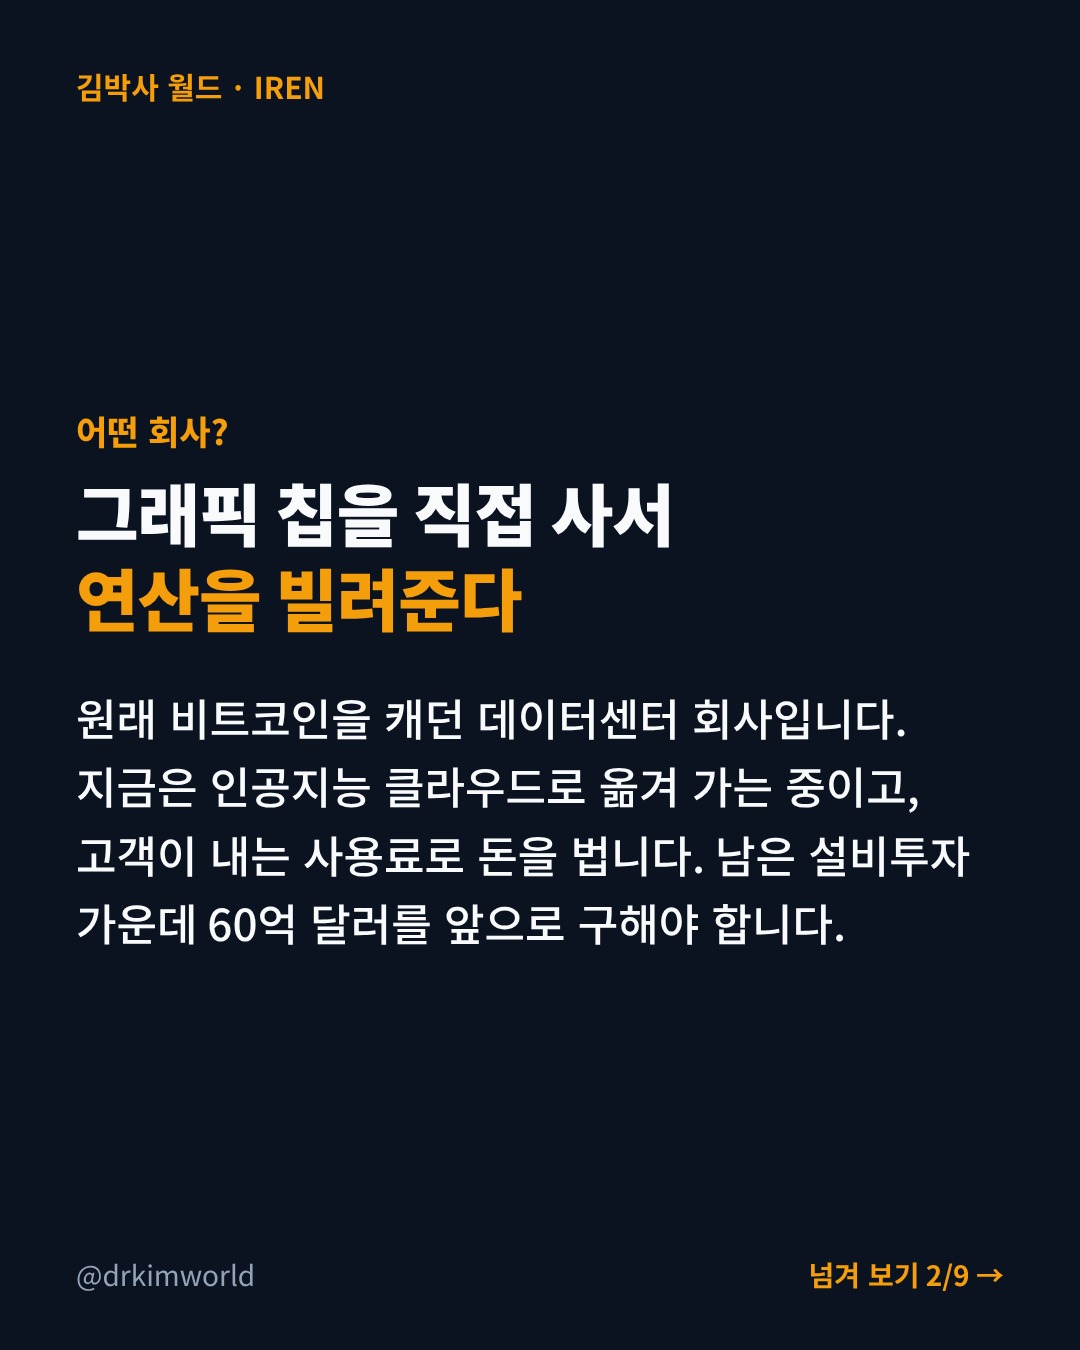 김박사 월드 · IREN
어떤 회사?
그래픽 칩을 직접 사서
연산을 빌려준다
원래 비트코인을 캐던 데이터센터 회사입니다.
지금은 인공지능 클라우드로 옮겨 가는 중이고,
고객이 내는 사용료로 돈을 법니다. 남은 설비투자
가운데 60억 달러를 앞으로 구해야 합니다.
@drkimworld
넘겨 보기 2/9 →